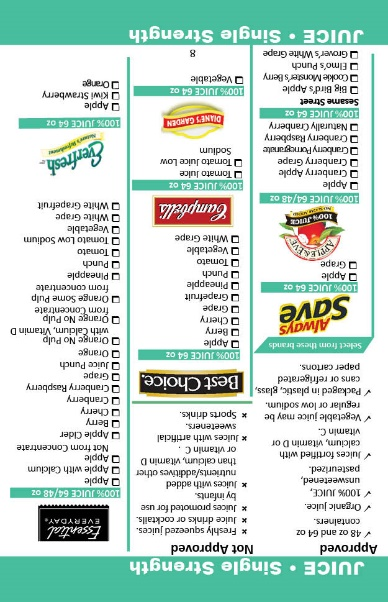 JUICE • Single Strength
Approved
✓ 48 oz and 64 oz
containers.
✓ Organic juice.
✓ 100% JUICE,
unsweetened,
pasteurized.
✓ Juices fortified with
calcium, vitamin D or
vitamin C.
✓ Vegetable juice may be
regular or low sodium.
✓ Packaged in plastic, glass,
cans or refrigerated
paper cartons.
Select from these brands
Always
Save
100% JUICE 64 oz
Apple
Grape
APPLE & EVE
100% JUICE
NO SUGAR ADDED
100% JUICE 64/48 oz
Apple
Cranberry Apple
Cranberry Grape
Cranberry Pomegranate
Cranberry Raspberry
Naturally Cranberry
100% JUICE 64 oz
Sesame Street
Big Bird's Apple
Cookie Monster's Berry
Elmo's Punch
Grover's White Grape
Not Approved
× Freshly squeezed juices.
× Juice drinks or cocktails.
× Juices promoted for use
by infants.
× Juices with added
nutrients/additives other
than calcium, vitamin D
or vitamin C.
× Juices with artificial
sweeteners.
× Sports drinks.
BEST CHOICE.
100% JUICE 64 oz
Apple
Berry
Cherry
Grape
Grapefruit
Pineapple
Punch
Tomato
Vegetable
White Grape
Campbell's
100% JUICE 64 oz
Tomato Juice
Tomato Juice Low
Sodium
DIANE'S GARDEN
100% JUICE 64 oz
Vegetable
Essential
EVERYDAY
100% JUICE 64/48 oz
Apple
Apple with Calcium
Apple
Not from Concentrate
Apple Cider
Berry
Cherry
Cranberry
Cranberry Raspberry
Grape
Juice Punch
Orange
Orange No Pulp
with Calcium, Vitamin D
Orange No Pulp
from Concentrate
Orange Some Pulp
from concentrate
Pineapple
Punch
Tomato
Tomato Low Sodium
Vegetable
White Grape
White Grapefruit
Everfresh
Nature's Refreshment
100% JUICE 64 oz
Apple
Kiwi Strawberry
Orange
8
JUICE • Single Strength